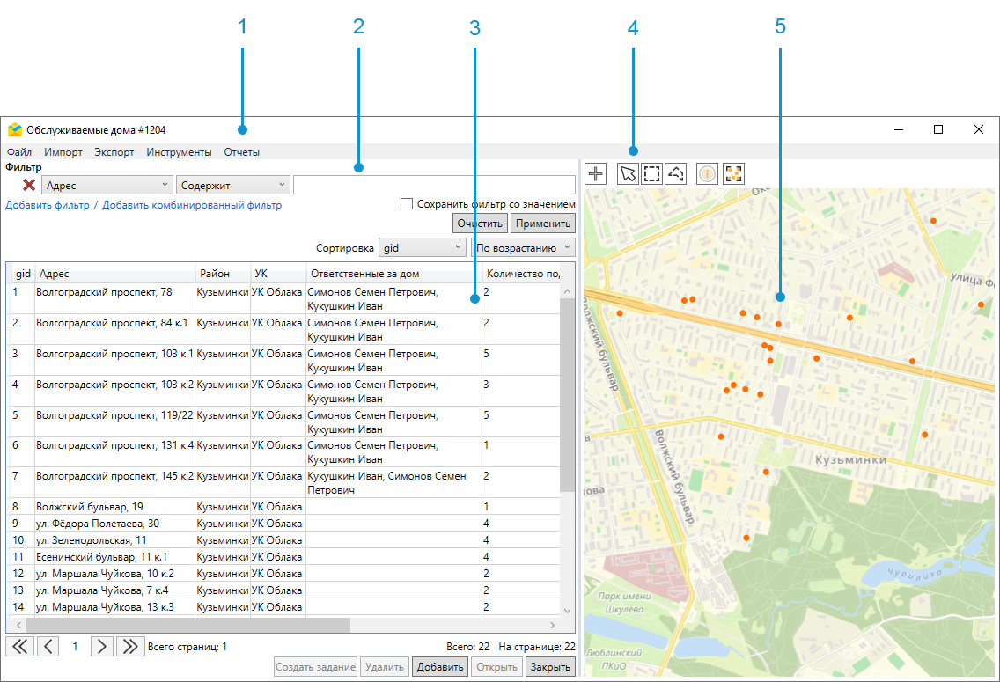 1 2 3 4 5
Обслуживаемые дома #1204
Файл Импорт Экспорт Инструменты Отчеты
Фильтр
Адрес Содержит
Добавить фильтр / Добавить комбинированный фильтр
Сохранить фильтр со значением
Очистить Применить
Сортировка gid По возрастанию
gid Адрес Район УК Ответственные за дом Количество под
1 Волгоградский проспект, 78 Кузьминки УК Облака Симонов Семен Петрович, 2
Кукушкин Иван
2 Волгоградский проспект, 84 к.1 Кузьминки УК Облака Симонов Семен Петрович, 2
Кукушкин Иван
3 Волгоградский проспект, 103 к.1 Кузьминки УК Облака Симонов Семен Петрович, 5
Кукушкин Иван
4 Волгоградский проспект, 103 к.2 Кузьминки УК Облака Симонов Семен Петрович, 3
Кукушкин Иван
5 Волгоградский проспект, 119/22 Кузьминки УК Облака Симонов Семен Петрович, 5
Кукушкин Иван
6 Волгоградский проспект, 131 к.4 Кузьминки УК Облака Симонов Семен Петрович, 1
Кукушкин Иван
7 Волгоградский проспект, 145 к.2 Кузьминки УК Облака Кукушкин Иван, Симонов Семен 2
Петрович
8 Волжский бульвар, 19 Кузьминки УК Облака 1
9 ул. Фёдора Полетаева, 30 Кузьминки УК Облака 4
10 ул. Зеленодольская, 11 Кузьминки УК Облака 4
11 Есенинский бульвар, 11 к.1 Кузьминки УК Облака 4
12 ул. Маршала Чуйкова, 10 к.2 Кузьминки УК Облака 2
13 ул. Маршала Чуйкова, 7 к.4 Кузьминки УК Облака 2
14 ул. Маршала Чуйкова, 13 к.3 Кузьминки УК Облака 2
1 Всего страниц: 1 Всего: 22 На странице: 22
Создать задание Удалить Добавить Открыть Закрыть
улица Ф
Волжский бульвар
Волжский бульвар
Кузьминки
това
Чурилиха
Парк имени
Шкулёва
Люблинский
ПКиО